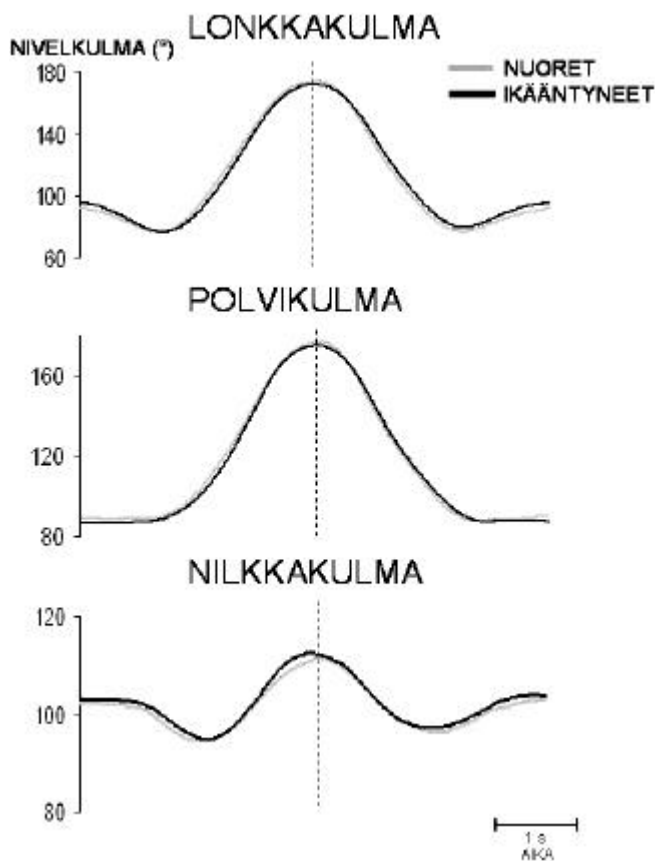 LONKKAKULMA
NIVELKULMA (°)
NUORET
IKÄÄNTYNEET
180
140
100
60
POLVIKULMA
160
120
80
NILKKAKULMA
120
100
80
1 s
AIKA